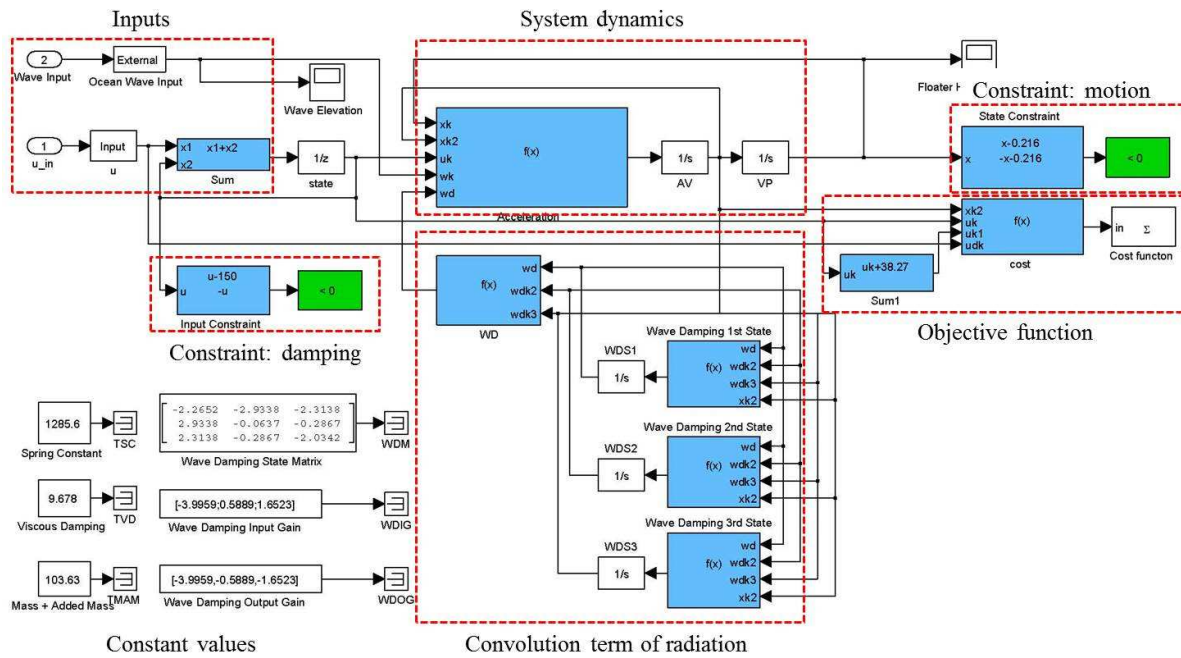 Inputs
System dynamics
2
Wave Input
External
Ocean Wave Input
Wave Elevation
Floater H
Constraint: motion
State Constraint
x
x-0.216
-x-0.216
< 0
1
u_in
Input
u
x1
x2
x1+x2
Sum
1/z
state
xk
xk2
uk
wk
wd
f(x)
Acceleration
1/s
AV
1/s
VP
xk2
uk
uk1
udk
f(x)
cost
in
Σ
Cost functon
uk
uk+38.27
Sum1
Objective function
u
u-150
-u
Input Constraint
< 0
Constraint: damping
f(x)
wd
wdk2
wdk3
WD
Wave Damping 1st State
WDS1
1/s
f(x)
wd
wdk2
wdk3
xk2
Wave Damping 2nd State
WDS2
1/s
f(x)
wd
wdk2
wdk3
xk2
Wave Damping 3rd State
WDS3
1/s
f(x)
wd
wdk2
wdk3
xk2
1285.6
Spring Constant
TSC
-2.2652 -2.9338 -2.3138
2.9338 -0.0637 -0.2867
2.3138 -0.2867 -2.0342
Wave Damping State Matrix
WDM
9.678
Viscous Damping
TVD
[-3.9959;0.5889;1.6523]
Wave Damping Input Gain
WDIG
103.63
Mass + Added Mass
TMAM
[-3.9959,-0.5889,-1.6523]
Wave Damping Output Gain
WDOG
Constant values
Convolution term of radiation